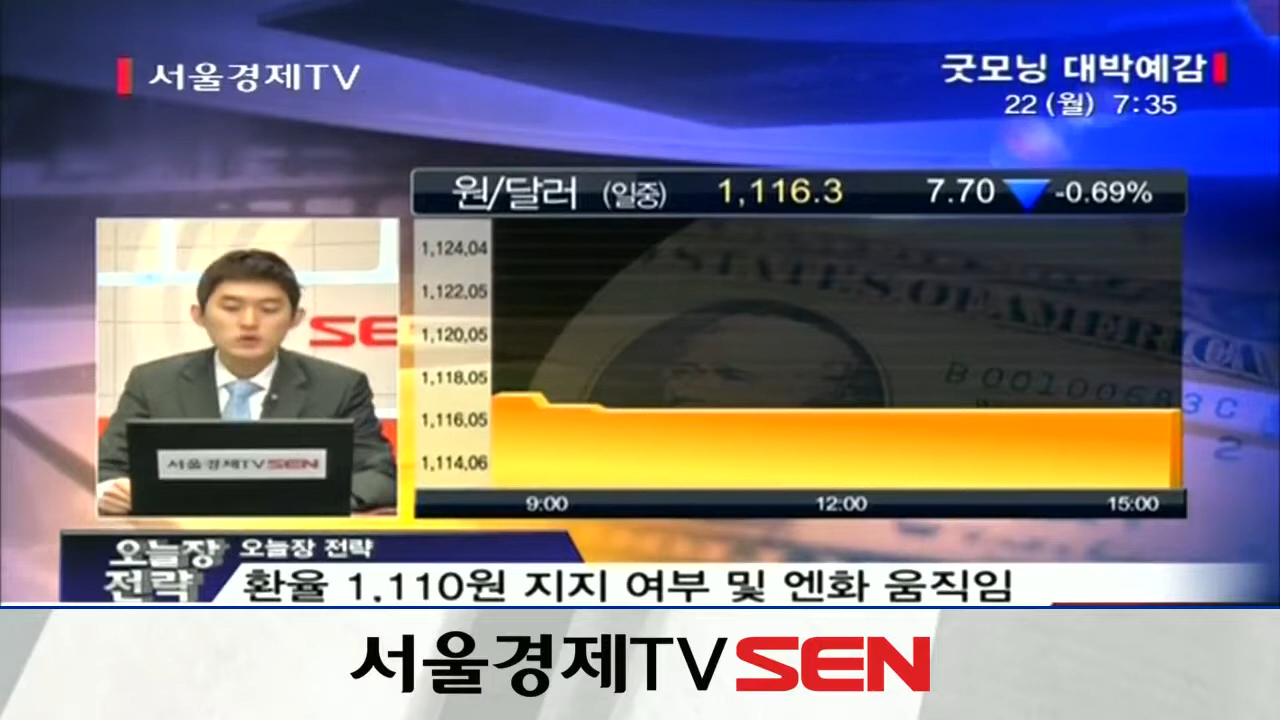 서울경제TV
굿모닝 대박예감
22 (월) 7:35
원/달러 (일중) 1,116.3 7.70 ▼ -0.69%
1,124,04
1,122,05
1,120,05
1,118,05
1,116,05
1,114,06
9:00 12:00 15:00
STATES OF AMERICA
SE
서울경제TV SEN
오늘장 전략
오늘장 전략
환율 1,110원 지지 여부 및 엔화 움직임
서울경제TV SEN